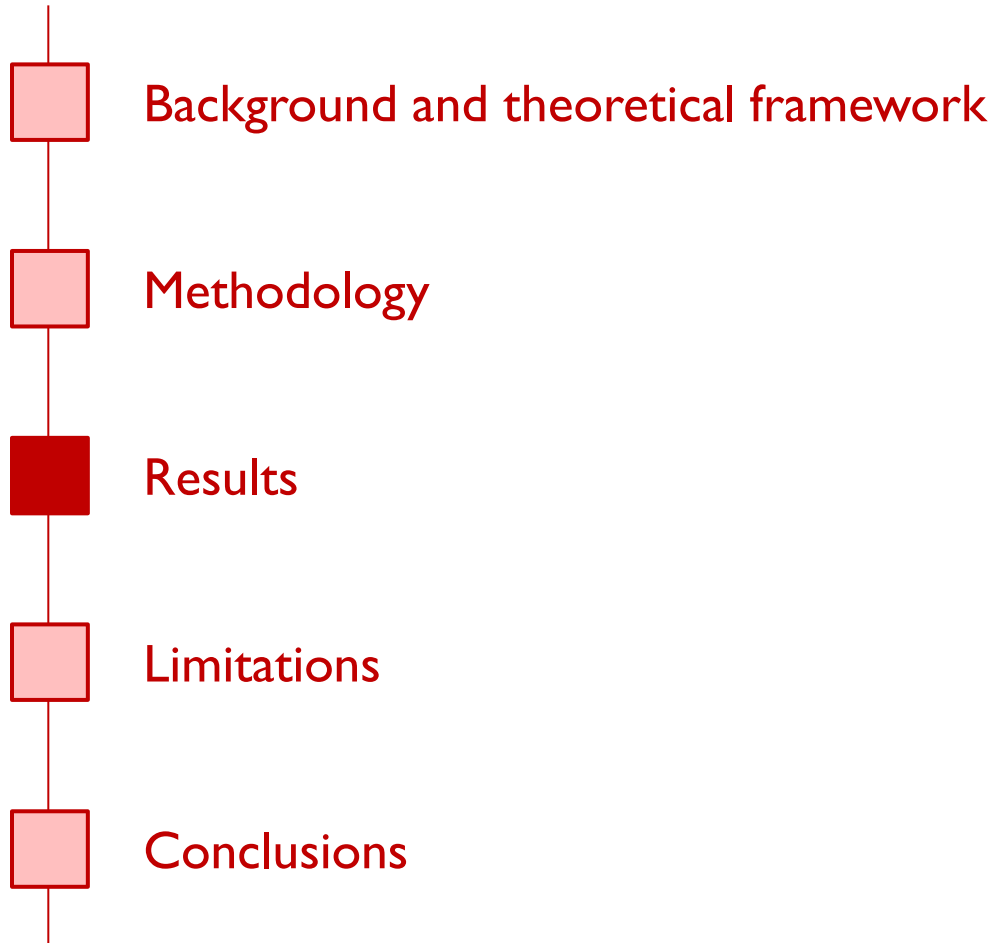 Background and theoretical framework
Methodology
Results
Limitations
Conclusions